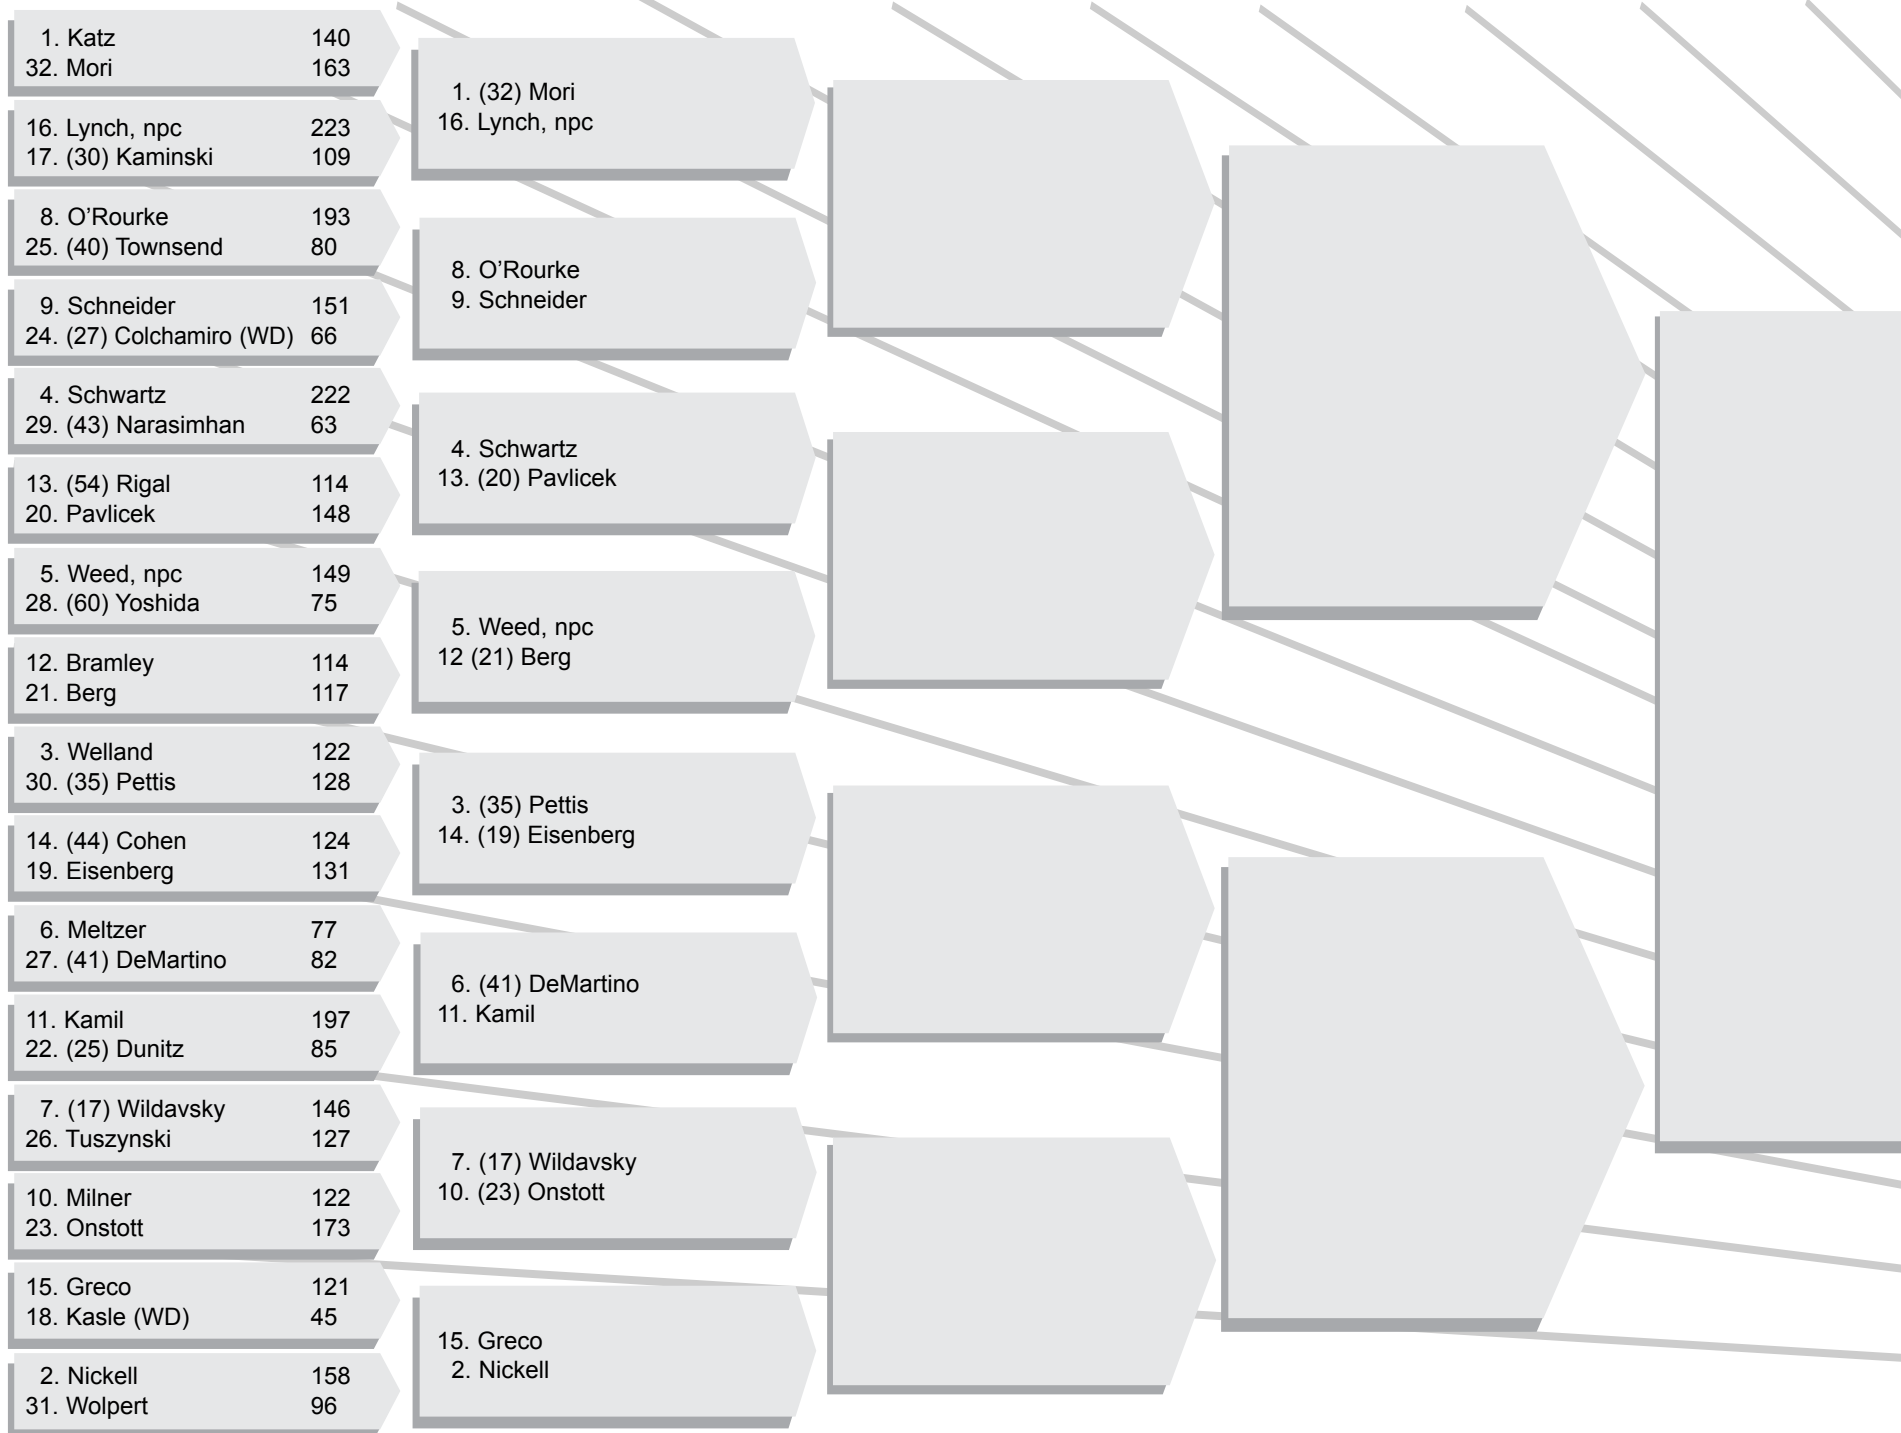 1. Katz 140
32. Mori 163
16. Lynch, npc 223
17. (30) Kaminski 109
8. O'Rourke 193
25. (40) Townsend 80
9. Schneider 151
24. (27) Colchamiro (WD) 66
4. Schwartz 222
29. (43) Narasimhan 63
13. (54) Rigal 114
20. Pavlicek 148
5. Weed, npc 149
28. (60) Yoshida 75
12. Bramley 114
21. Berg 117
3. Welland 122
30. (35) Pettis 128
14. (44) Cohen 124
19. Eisenberg 131
6. Meltzer 77
27. (41) DeMartino 82
11. Kamil 197
22. (25) Dunitz 85
7. (17) Wildavsky 146
26. Tuszynski 127
10. Milner 122
23. Onstott 173
15. Greco 121
18. Kasle (WD) 45
2. Nickell 158
31. Wolpert 96
1. (32) Mori
16. Lynch, npc
8. O'Rourke
9. Schneider
4. Schwartz
13. (20) Pavlicek
5. Weed, npc
12 (21) Berg
3. (35) Pettis
14. (19) Eisenberg
6. (41) DeMartino
11. Kamil
7. (17) Wildavsky
10. (23) Onstott
15. Greco
2. Nickell